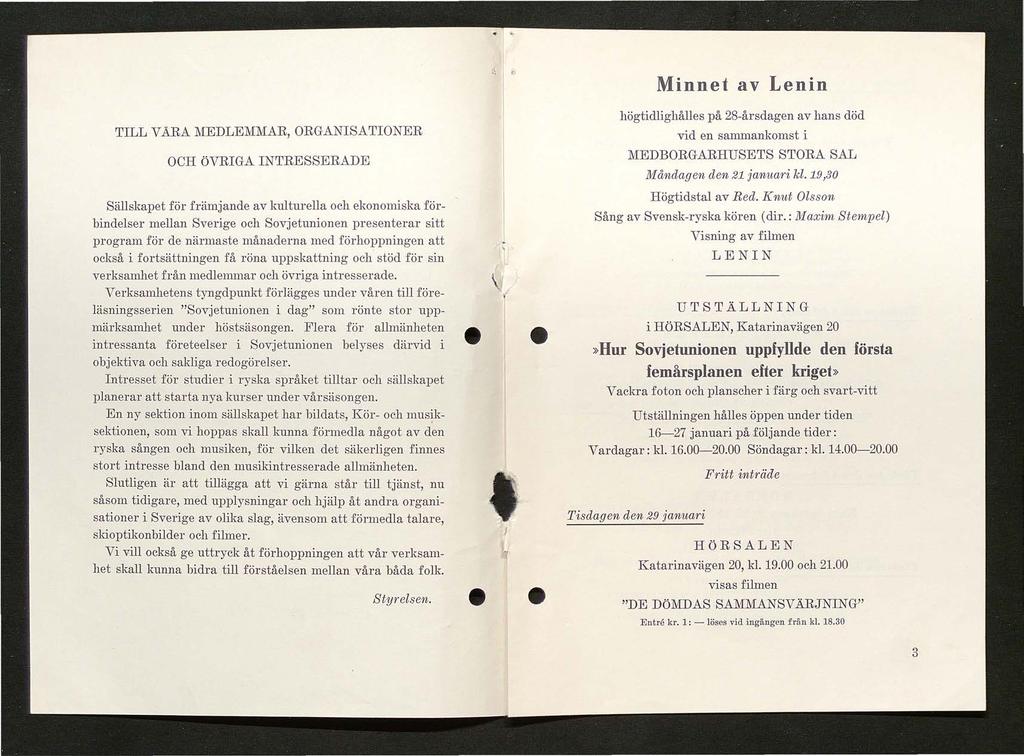 TILL VÅRA MEDLEMMAR, ORGANISATIONER
OCH ÖVRIGA INTRESSERADE
Sällskapet för främjande av kulturella och ekonomiska för-
bindelser mellan Sverige och Sovjetunionen presenterar sitt
program för de närmaste månaderna med förhoppningen att
också i fortsättningen få röna uppskattning och stöd för sin
verksamhet från medlemmar och övriga intresserade.
Verksamhetens tyngdpunkt förlägges under våren till före-
läsningsserien ”Sovjetunionen i dag” som rönte stor upp-
märksamhet under höstsäsongen. Flera för allmänheten
intressanta företeelser i Sovjetunionen belyses därvid i
objektiva och sakliga redogörelser.
Intresset för studier i ryska språket tilltar och sällskapet
planerar att starta nya kurser under vårsäsongen.
En ny sektion inom sällskapet har bildats, Kör- och musik-
sektionen, som vi hoppas skall kunna förmedla något av den
ryska sången och musiken, för vilken det säkerligen finnes
stort intresse bland den musikintresserade allmänheten.
Slutligen är att tillägga att vi gärna står till tjänst, nu
såsom tidigare, med upplysningar och hjälp åt andra organi-
sationer i Sverige av olika slag, ävensom att förmedla talare,
skioptikonbilder och filmer.
Vi vill också ge uttryck åt förhoppningen att vår verksam-
het skall kunna bidra till förståelsen mellan våra båda folk.
Styrelsen.
Minnet av Lenin
högtidlighålles på 28-årsdagen av hans död
vid en sammankomst i
MEDBORGARHUSETS STORA SAL
Måndagen den 21 januari kl. 19,30
Högtidstal av Red. Knut Olsson
Sång av Svensk-ryska kören (dir.: Maxim Stempel)
Visning av filmen
LENIN
UTSTÄLLNING
i HÖRSALEN, Katarinavägen 20
»Hur Sovjetunionen uppfyllde den första
femårsplanen efter kriget»
Vackra foton och planscher i färg och svart-vitt
Utställningen hålles öppen under tiden
16—27 januari på följande tider:
Vardagar: kl. 16.00—20.00 Söndagar: kl. 14.00—20.00
Fritt inträde
Tisdagen den 29 januari
HÖRSALEN
Katarinavägen 20, kl. 19.00 och 21.00
visas filmen
”DE DÖMDAS SAMMANSVÄRJNING”
Entré kr. 1: — löses vid ingången från kl. 18.30
3